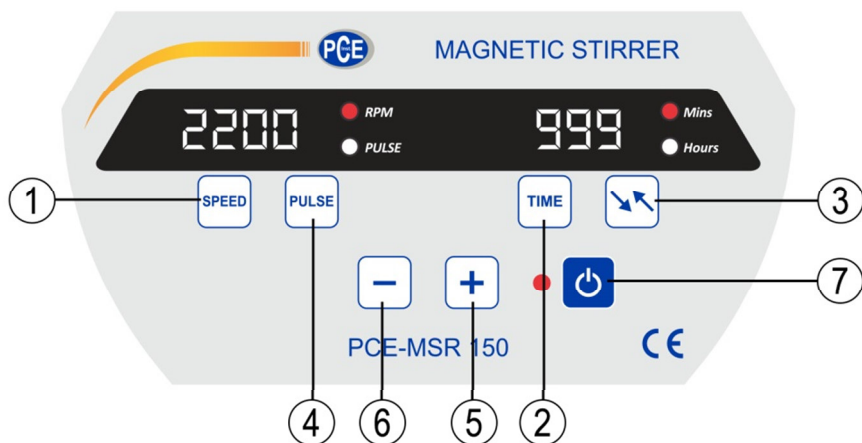 PCE
MAGNETIC STIRRER
2200
RPM
PULSE
999
Mins
Hours
1
SPEED
PULSE
TIME
3
7
PCE-MSR 150
CE
4
6
5
2